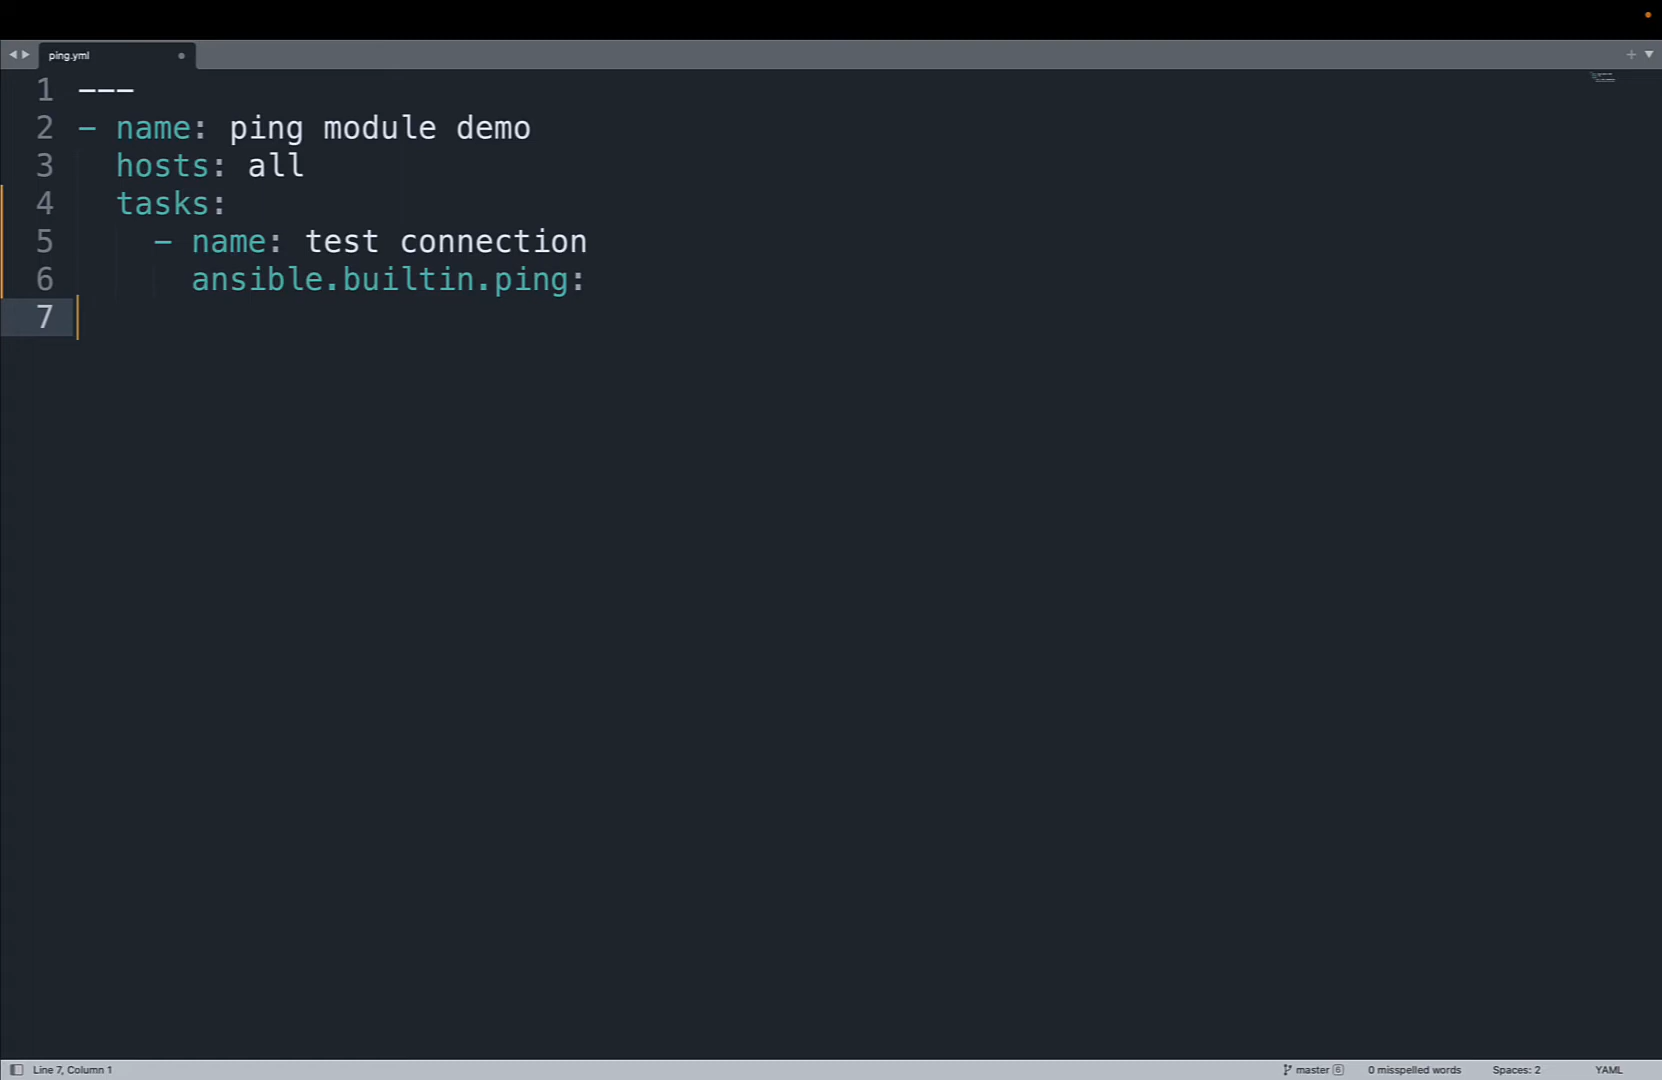 ping.yml
1 ---
2 - name: ping module demo
3 hosts: all
4 tasks:
5 - name: test connection
6 ansible.builtin.ping:
7
Line 7, Column 1 master 6 0 misspelled words Spaces: 2 YAML